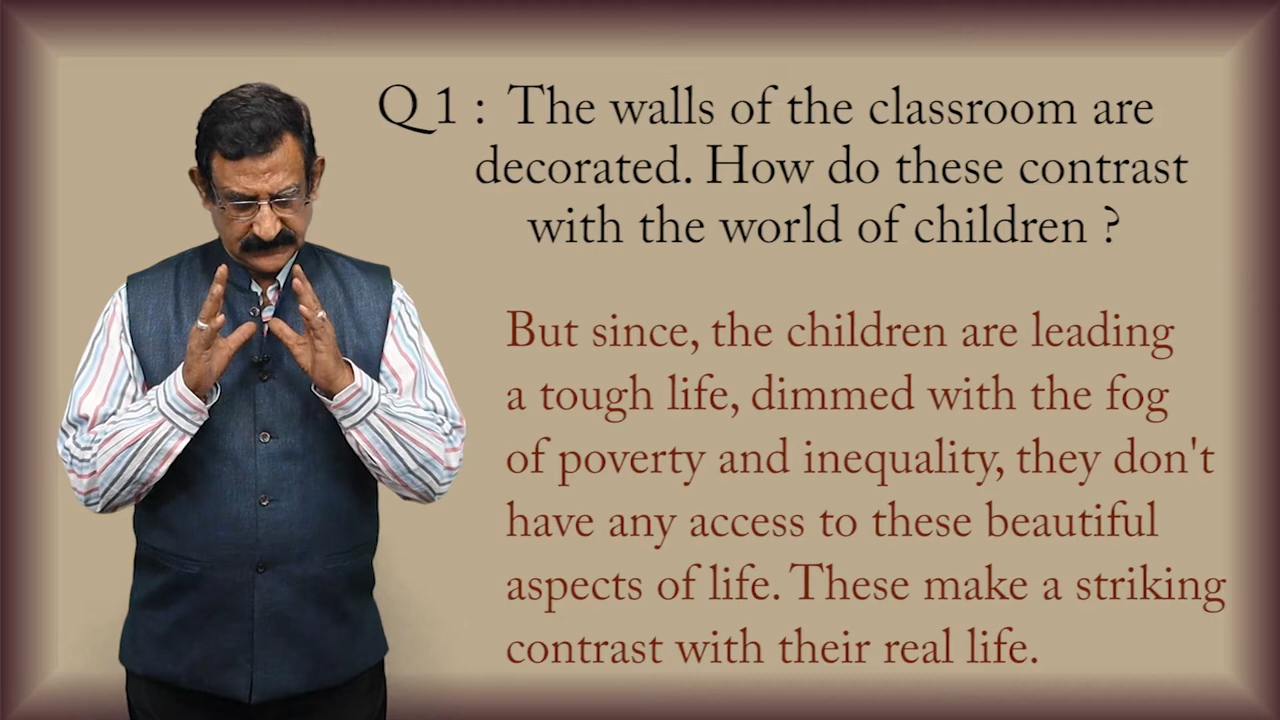 Q 1 : The walls of the classroom are
decorated. How do these contrast
with the world of children ?
But since, the children are leading
a tough life, dimmed with the fog
of poverty and inequality, they don't
have any access to these beautiful
aspects of life. These make a striking
contrast with their real life.